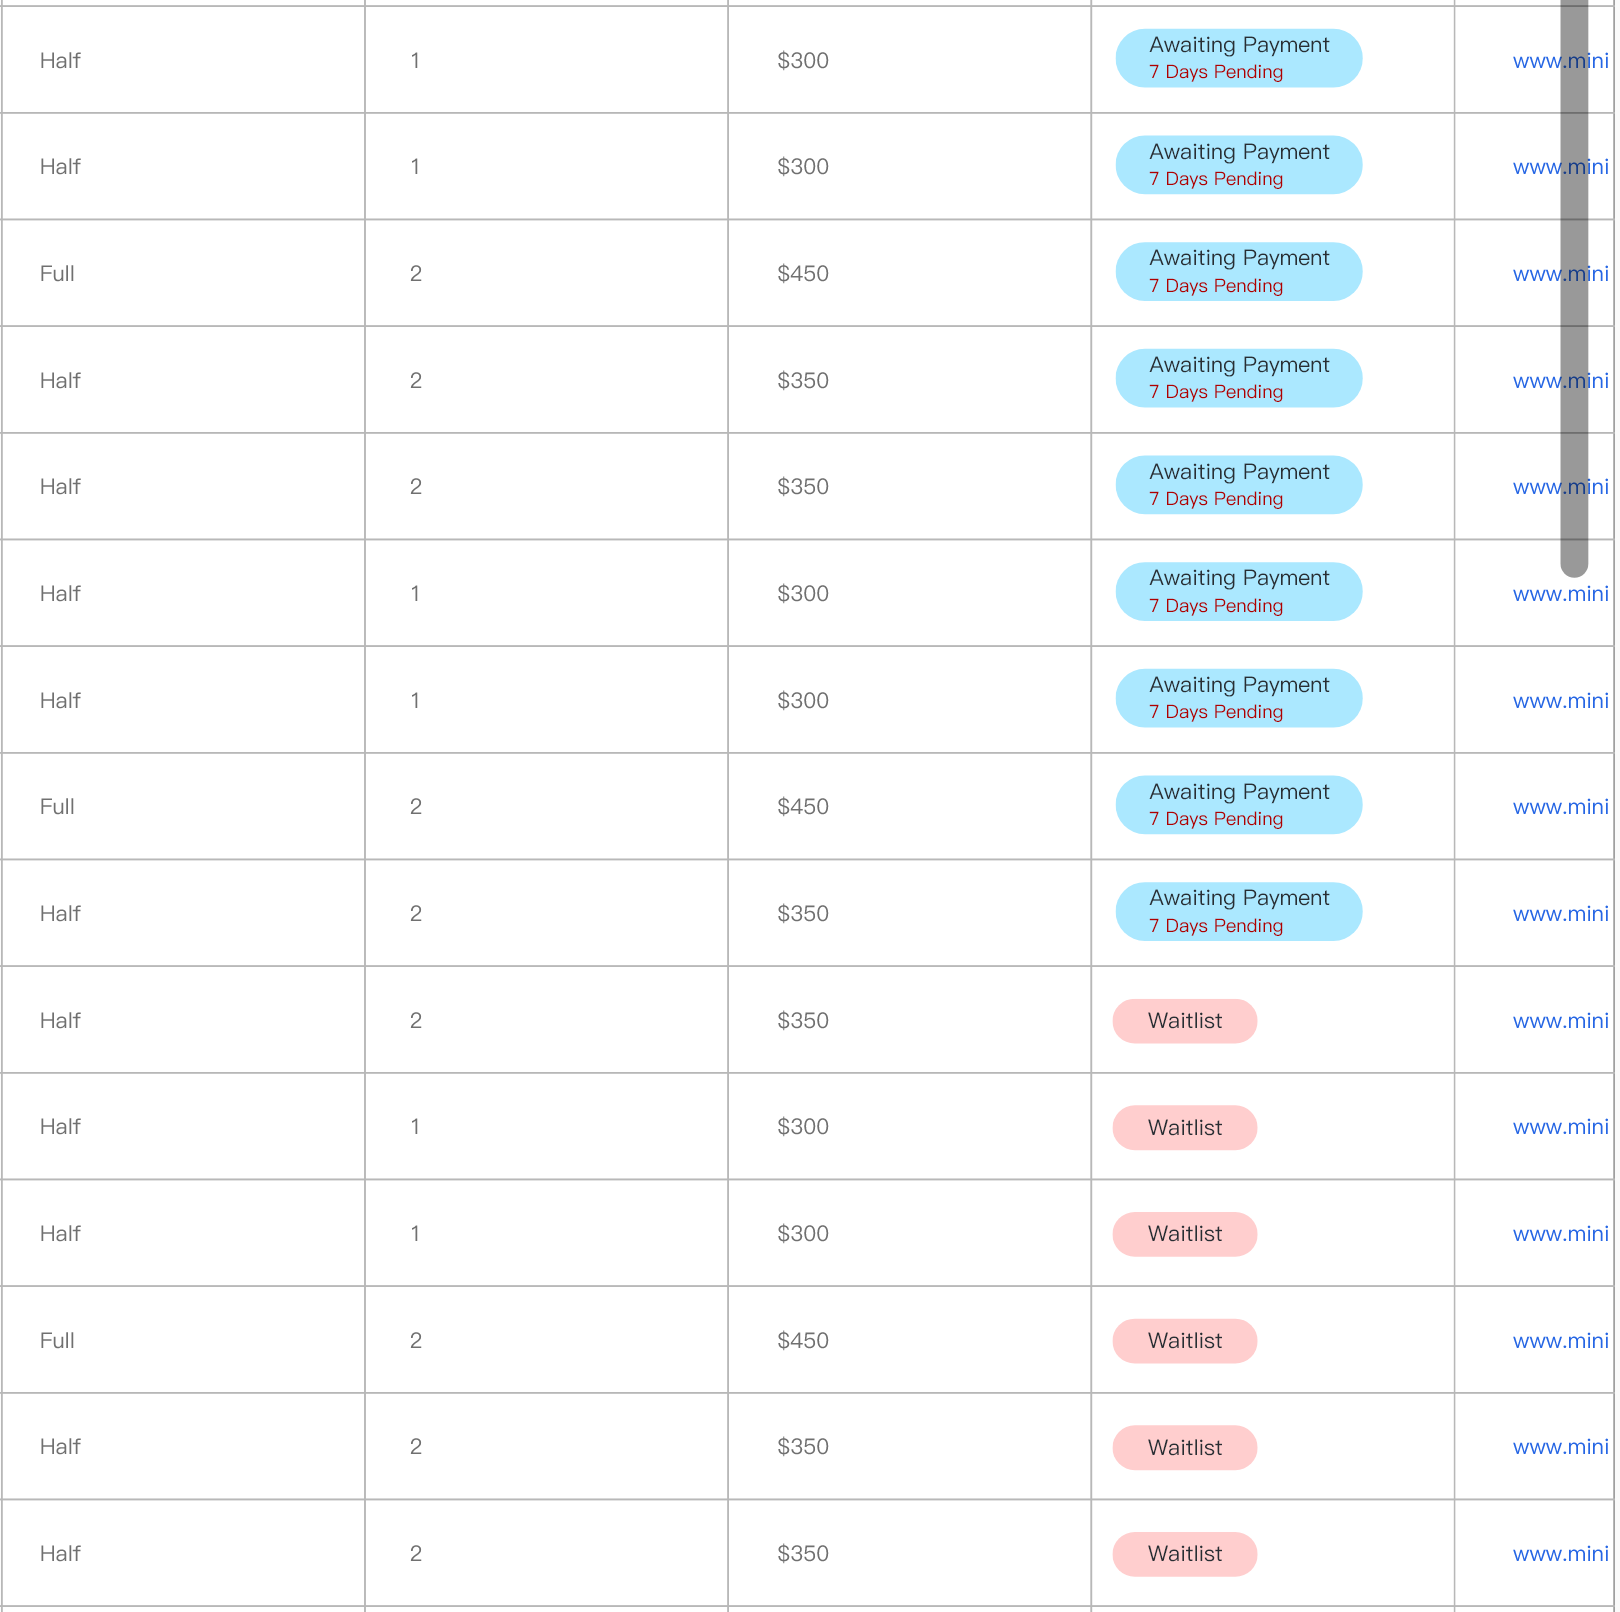 Half 1 $300 Awaiting Payment www.mini
7 Days Pending
Half 1 $300 Awaiting Payment www.mini
7 Days Pending
Full 2 $450 Awaiting Payment www.mini
7 Days Pending
Half 2 $350 Awaiting Payment www.mini
7 Days Pending
Half 2 $350 Awaiting Payment www.mini
7 Days Pending
Half 1 $300 Awaiting Payment www.mini
7 Days Pending
Half 1 $300 Awaiting Payment www.mini
7 Days Pending
Full 2 $450 Awaiting Payment www.mini
7 Days Pending
Half 2 $350 Awaiting Payment www.mini
7 Days Pending
Half 2 $350 Waitlist www.mini
Half 1 $300 Waitlist www.mini
Half 1 $300 Waitlist www.mini
Full 2 $450 Waitlist www.mini
Half 2 $350 Waitlist www.mini
Half 2 $350 Waitlist www.mini